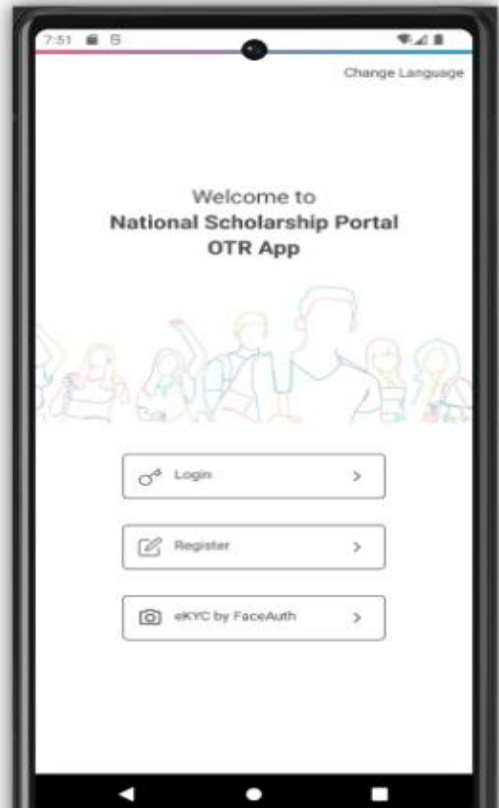 7:51
Change Language
Welcome to
National Scholarship Portal
OTR App
Login
Register
eKYC by FaceAuth